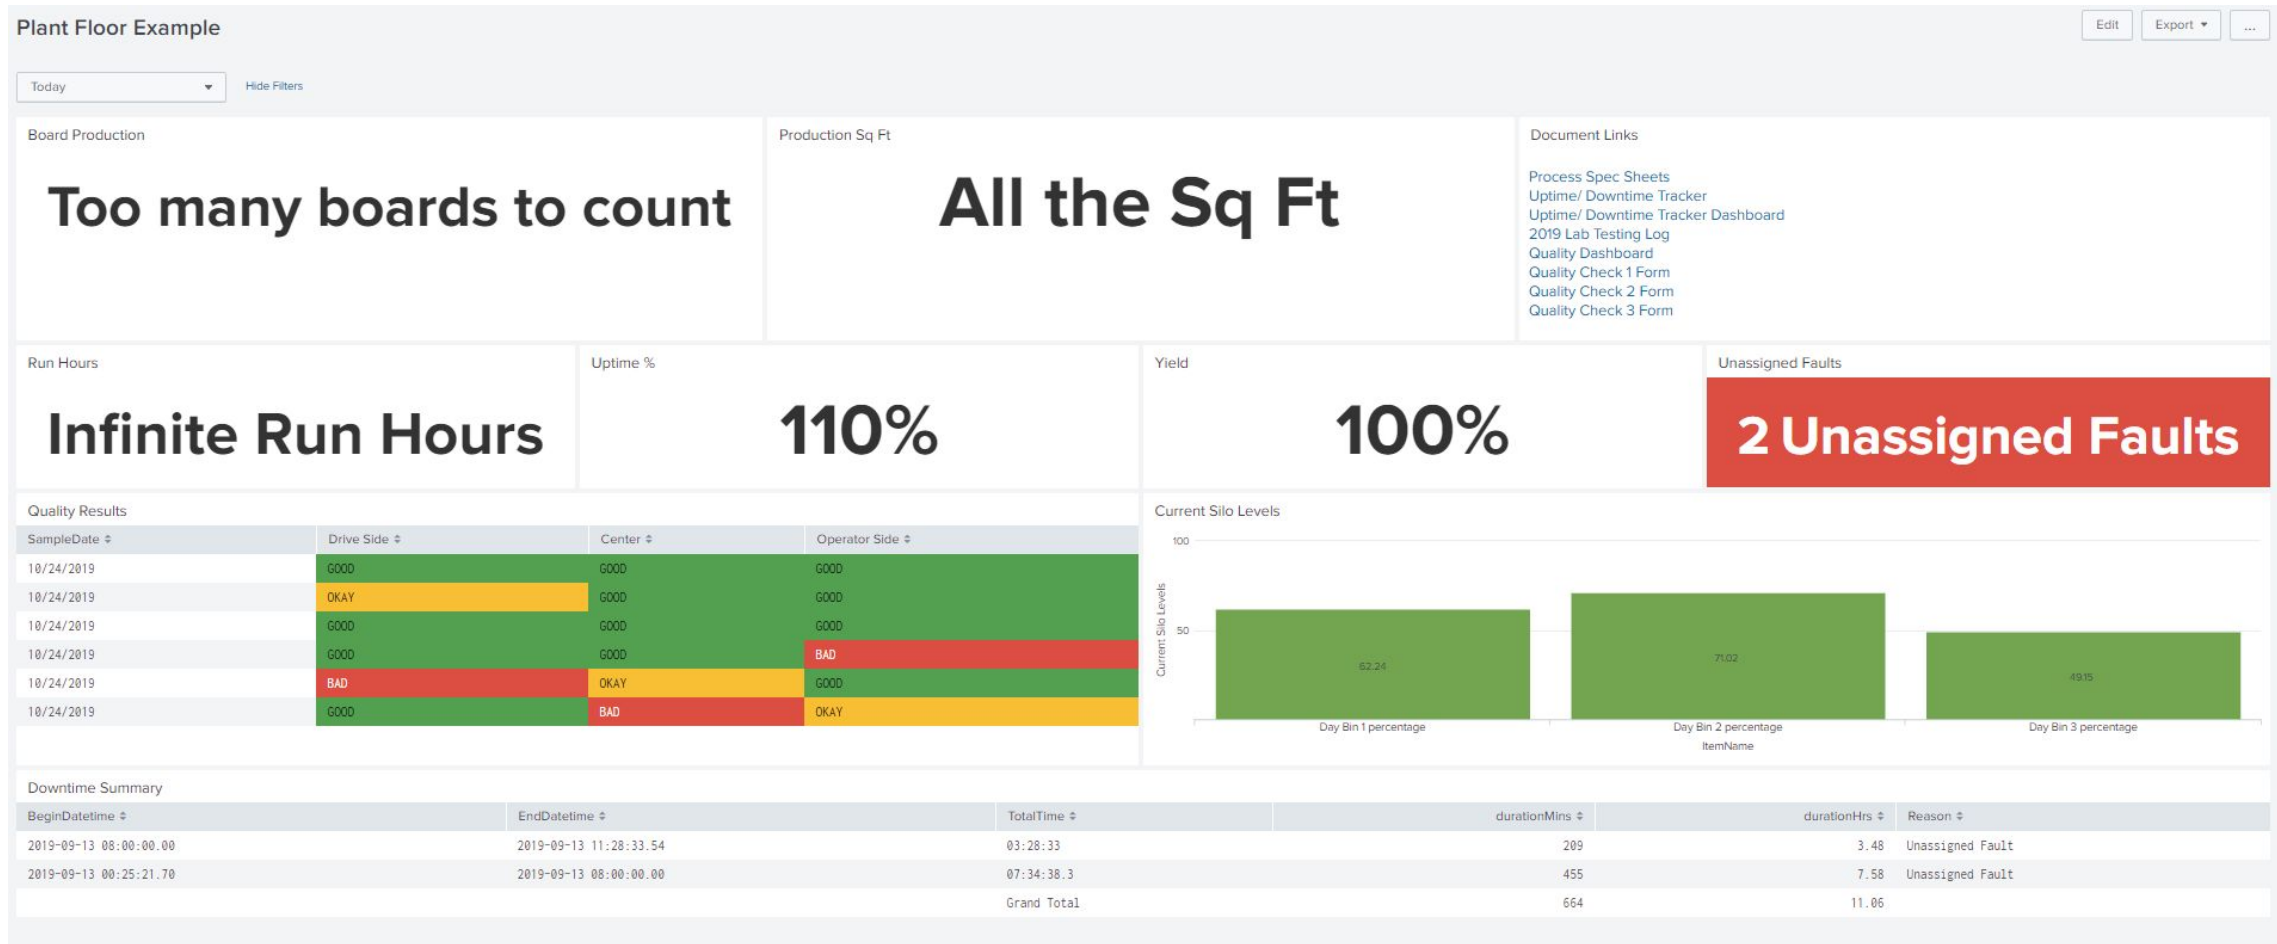 Plant Floor Example
Edit Export ...
Today Hide Filters
Board Production
Too many boards to count
Production Sq Ft
All the Sq Ft
Document Links
Process Spec Sheets
Uptime/ Downtime Tracker
Uptime/ Downtime Tracker Dashboard
2019 Lab Testing Log
Quality Dashboard
Quality Check 1 Form
Quality Check 2 Form
Quality Check 3 Form
Run Hours
Infinite Run Hours
Uptime %
110%
Yield
100%
Unassigned Faults
2 Unassigned Faults
Quality Results
SampleDate Drive Side Center Operator Side
10/24/2019 GOOD GOOD GOOD
10/24/2019 OKAY GOOD GOOD
10/24/2019 GOOD GOOD GOOD
10/24/2019 GOOD GOOD BAD
10/24/2019 BAD OKAY GOOD
10/24/2019 GOOD BAD OKAY
Current Silo Levels
Current Silo Levels
100
50
62.24 71.02 49.15
Day Bin 1 percentage Day Bin 2 percentage Day Bin 3 percentage
ItemName
Downtime Summary
BeginDatetime EndDatetime TotalTime durationMins durationHrs Reason
2019-09-13 08:00:00.00 2019-09-13 11:28:33.54 03:28:33 209 3.48 Unassigned Fault
2019-09-13 00:25:21.70 2019-09-13 08:00:00.00 07:34:38.3 455 7.58 Unassigned Fault
Grand Total 664 11.06